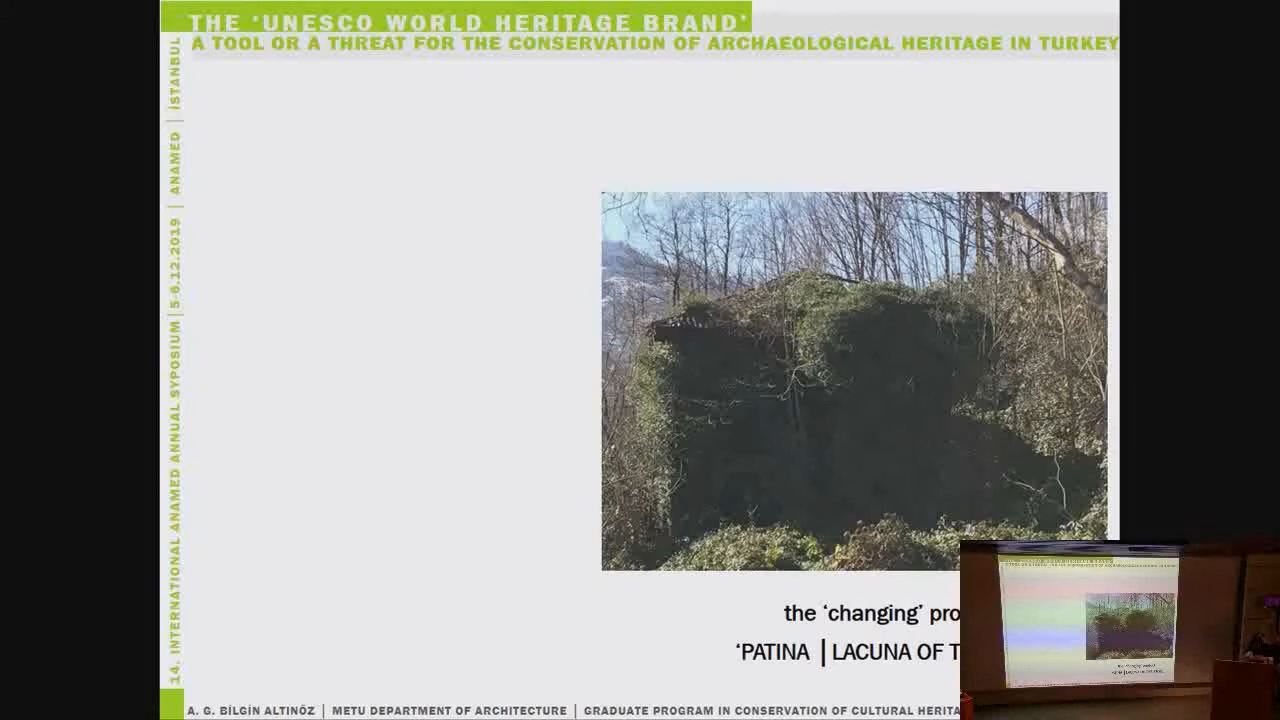 THE ‘UNESCO WORLD HERITAGE BRAND’
A TOOL OR A THREAT FOR THE CONSERVATION OF ARCHAEOLOGICAL HERITAGE IN TURKEY
14. INTERNATIONAL ANAMED ANNUAL SYPOSIUM | 5-6.12.2019 | ANAMED | İSTANBUL
the ‘changing’ pro
‘PATINA | LACUNA OF T
A. G. BİLGİN ALTINÖZ | METU DEPARTMENT OF ARCHITECTURE | GRADUATE PROGRAM IN CONSERVATION OF CULTURAL HERITA